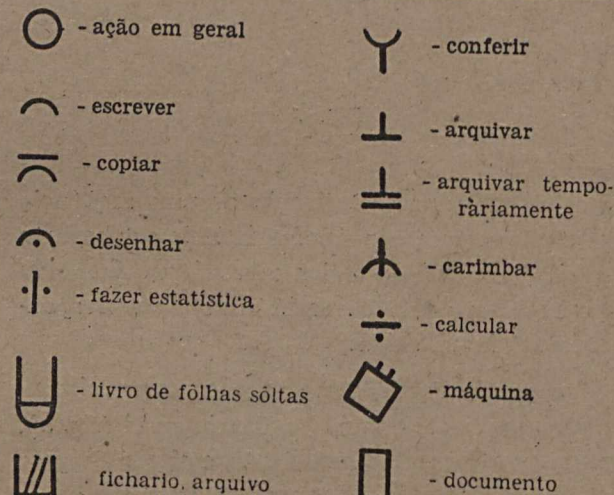 - ação em geral
- escrever
- copiar
- desenhar
- fazer estatística
- livro de fôlhas sôltas
fichario, arquivo
- conferir
- arquivar
- arquivar tempo-
ràriamente
- carimbar
- calcular
- máquina
- documento